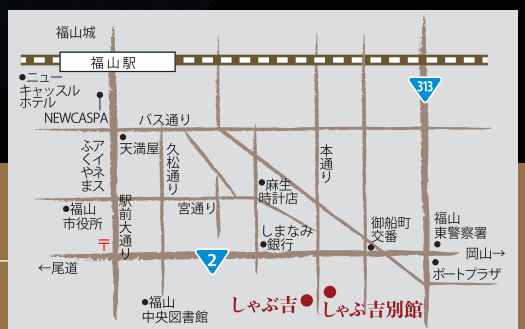 福山城
福山駅
313
ニュー
キャッスル
ホテル
NEWCASPA
バス通り
天満屋
アイネス
ふくやま
久松通り
本通り
麻生
時計店
駅前大通り
宮通り
福山
市役所
〒
しまなみ
銀行
御船町
交番
福山
東警察署
岡山→
←尾道
2
ポートプラザ
福山
中央図書館
しゃぶ吉
しゃぶ吉別館